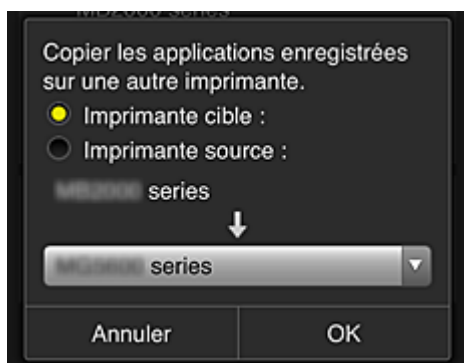 Copier les applications enregistrées
sur une autre imprimante.
Imprimante cible :
Imprimante source :
series
series
Annuler
OK